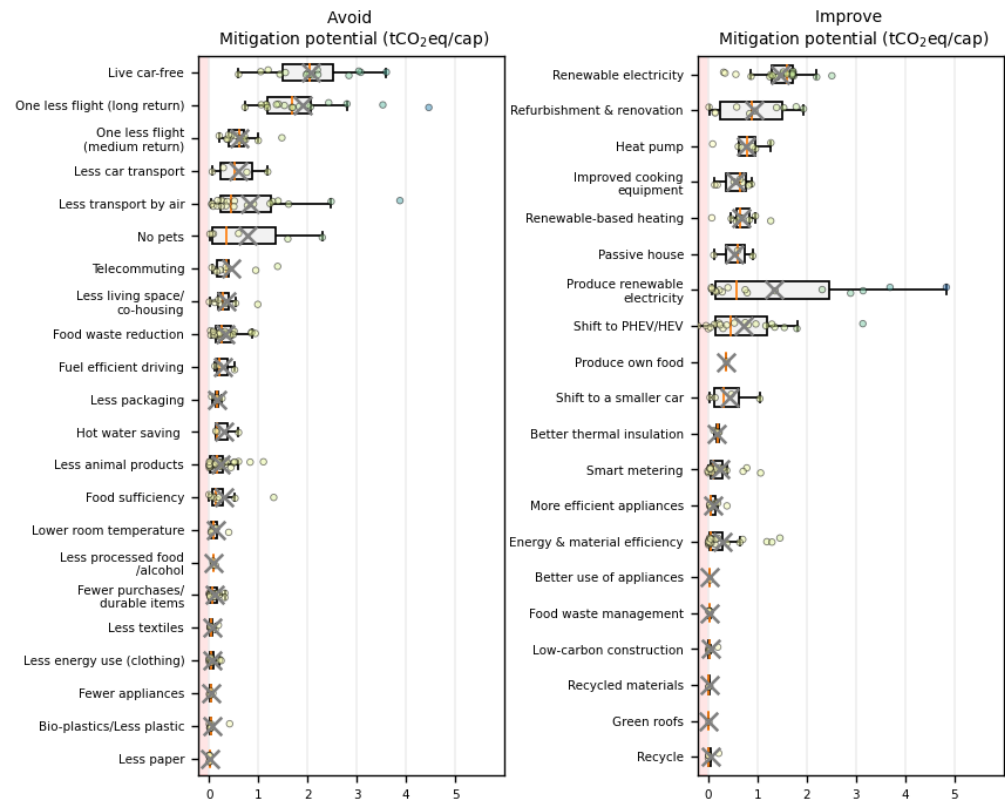 Avoid
Mitigation potential (tCO₂eq/cap)
Live car-free
One less flight (long return)
One less flight
(medium return)
Less car transport
Less transport by air
No pets
Telecommuting
Less living space/
co-housing
Food waste reduction
Fuel efficient driving
Less packaging
Hot water saving
Less animal products
Food sufficiency
Lower room temperature
Less processed food
/alcohol
Fewer purchases/
durable items
Less textiles
Less energy use (clothing)
Fewer appliances
Bio-plastics/Less plastic
Less paper
0 1 2 3 4 5
Improve
Mitigation potential (tCO₂eq/cap)
Renewable electricity
Refurbishment & renovation
Heat pump
Improved cooking
equipment
Renewable-based heating
Passive house
Produce renewable
electricity
Shift to PHEV/HEV
Produce own food
Shift to a smaller car
Better thermal insulation
Smart metering
More efficient appliances
Energy & material efficiency
Better use of appliances
Food waste management
Low-carbon construction
Recycled materials
Green roofs
Recycle
0 1 2 3 4 5